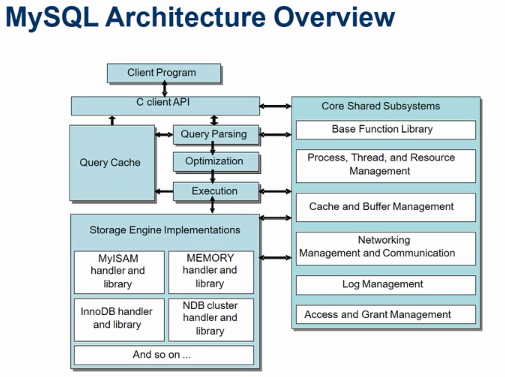 MySQL Architecture Overview
Client Program
C client API
Core Shared Subsystems
Query Cache
Query Parsing
Optimization
Execution
Base Function Library
Process, Thread, and Resource
Management
Cache and Buffer Management
Networking
Management and Communication
Log Management
Access and Grant Management
Storage Engine Implementations
MyISAM
handler and
library
MEMORY
handler and
library
InnoDB handler
and library
NDB cluster
handler and
library
And so on ...